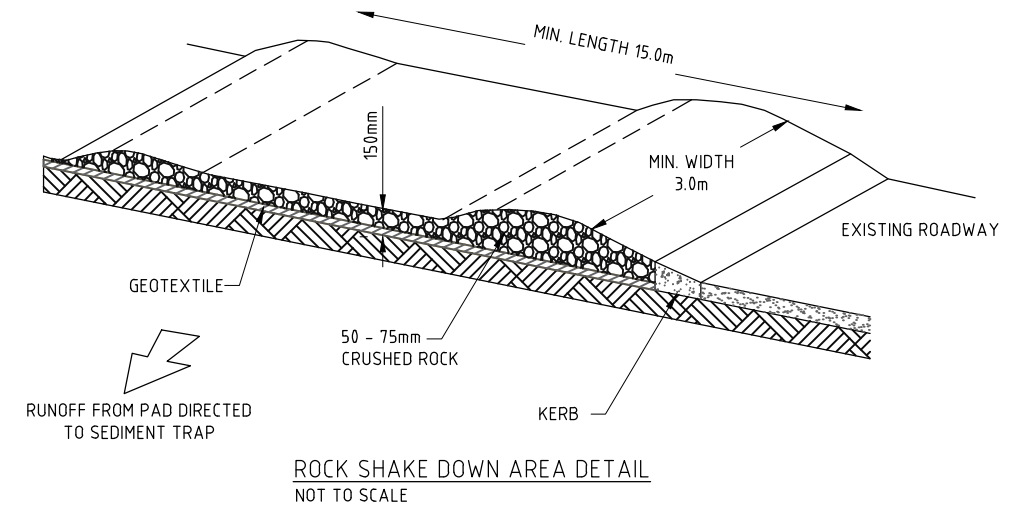 MIN. LENGTH 15.0m
150mm
MIN. WIDTH
3.0m
EXISTING ROADWAY
GEOTEXTILE
50 - 75mm
CRUSHED ROCK
RUNOFF FROM PAD DIRECTED
TO SEDIMENT TRAP
KERB
ROCK SHAKE DOWN AREA DETAIL
NOT TO SCALE